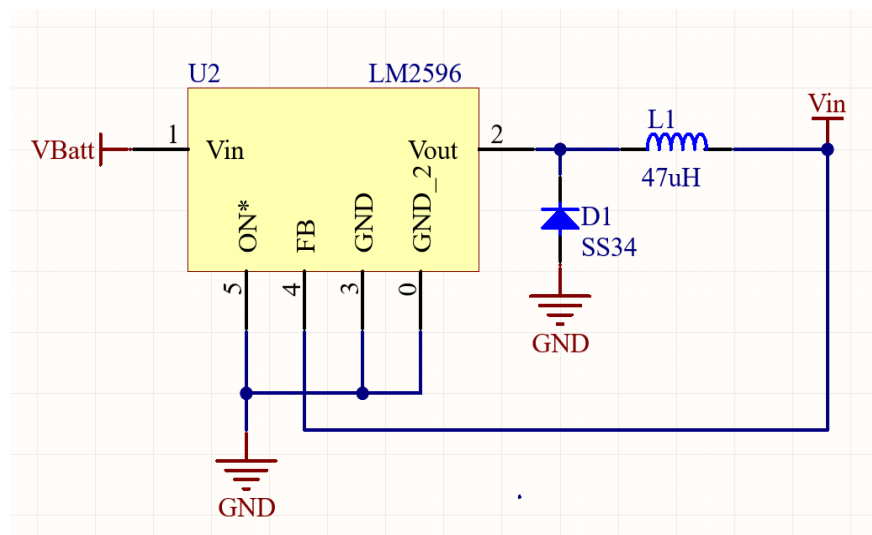 U2
LM2596
Vin
VBatt
1
Vin
Vout
2
L1
47uH
ON*
FB
GND
GND_2
D1
SS34
5
4
3
0
GND
GND